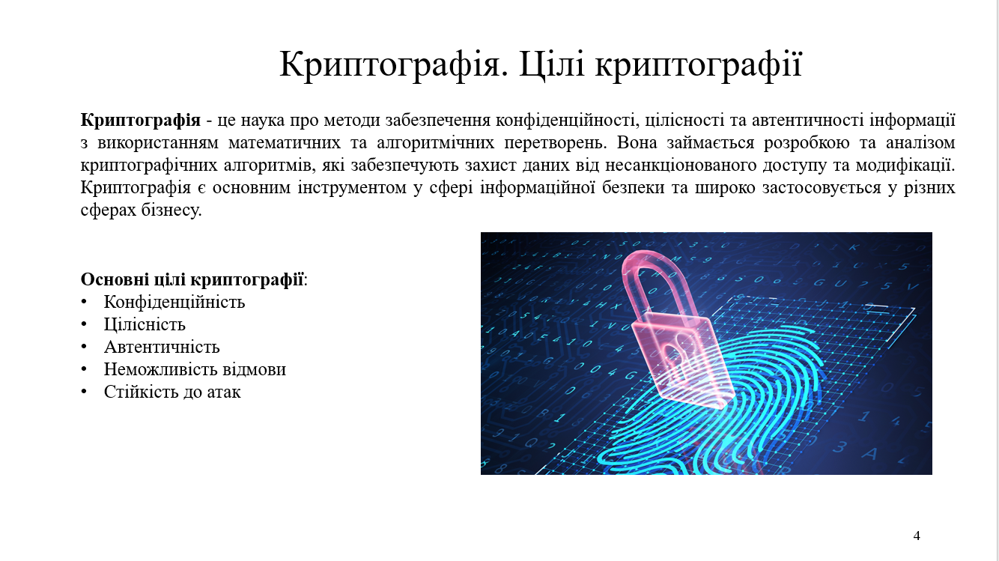 Криптографія. Цілі криптографії
Криптографія - це наука про методи забезпечення конфіденційності, цілісності та автентичності інформації
з використанням математичних та алгоритмічних перетворень. Вона займається розробкою та аналізом
криптографічних алгоритмів, які забезпечують захист даних від несанкціонованого доступу та модифікації.
Криптографія є основним інструментом у сфері інформаційної безпеки та широко застосовується у різних
сферах бізнесу.
Основні цілі криптографії:
• Конфіденційність
• Цілісність
• Автентичність
• Неможливість відмови
• Стійкість до атак
4